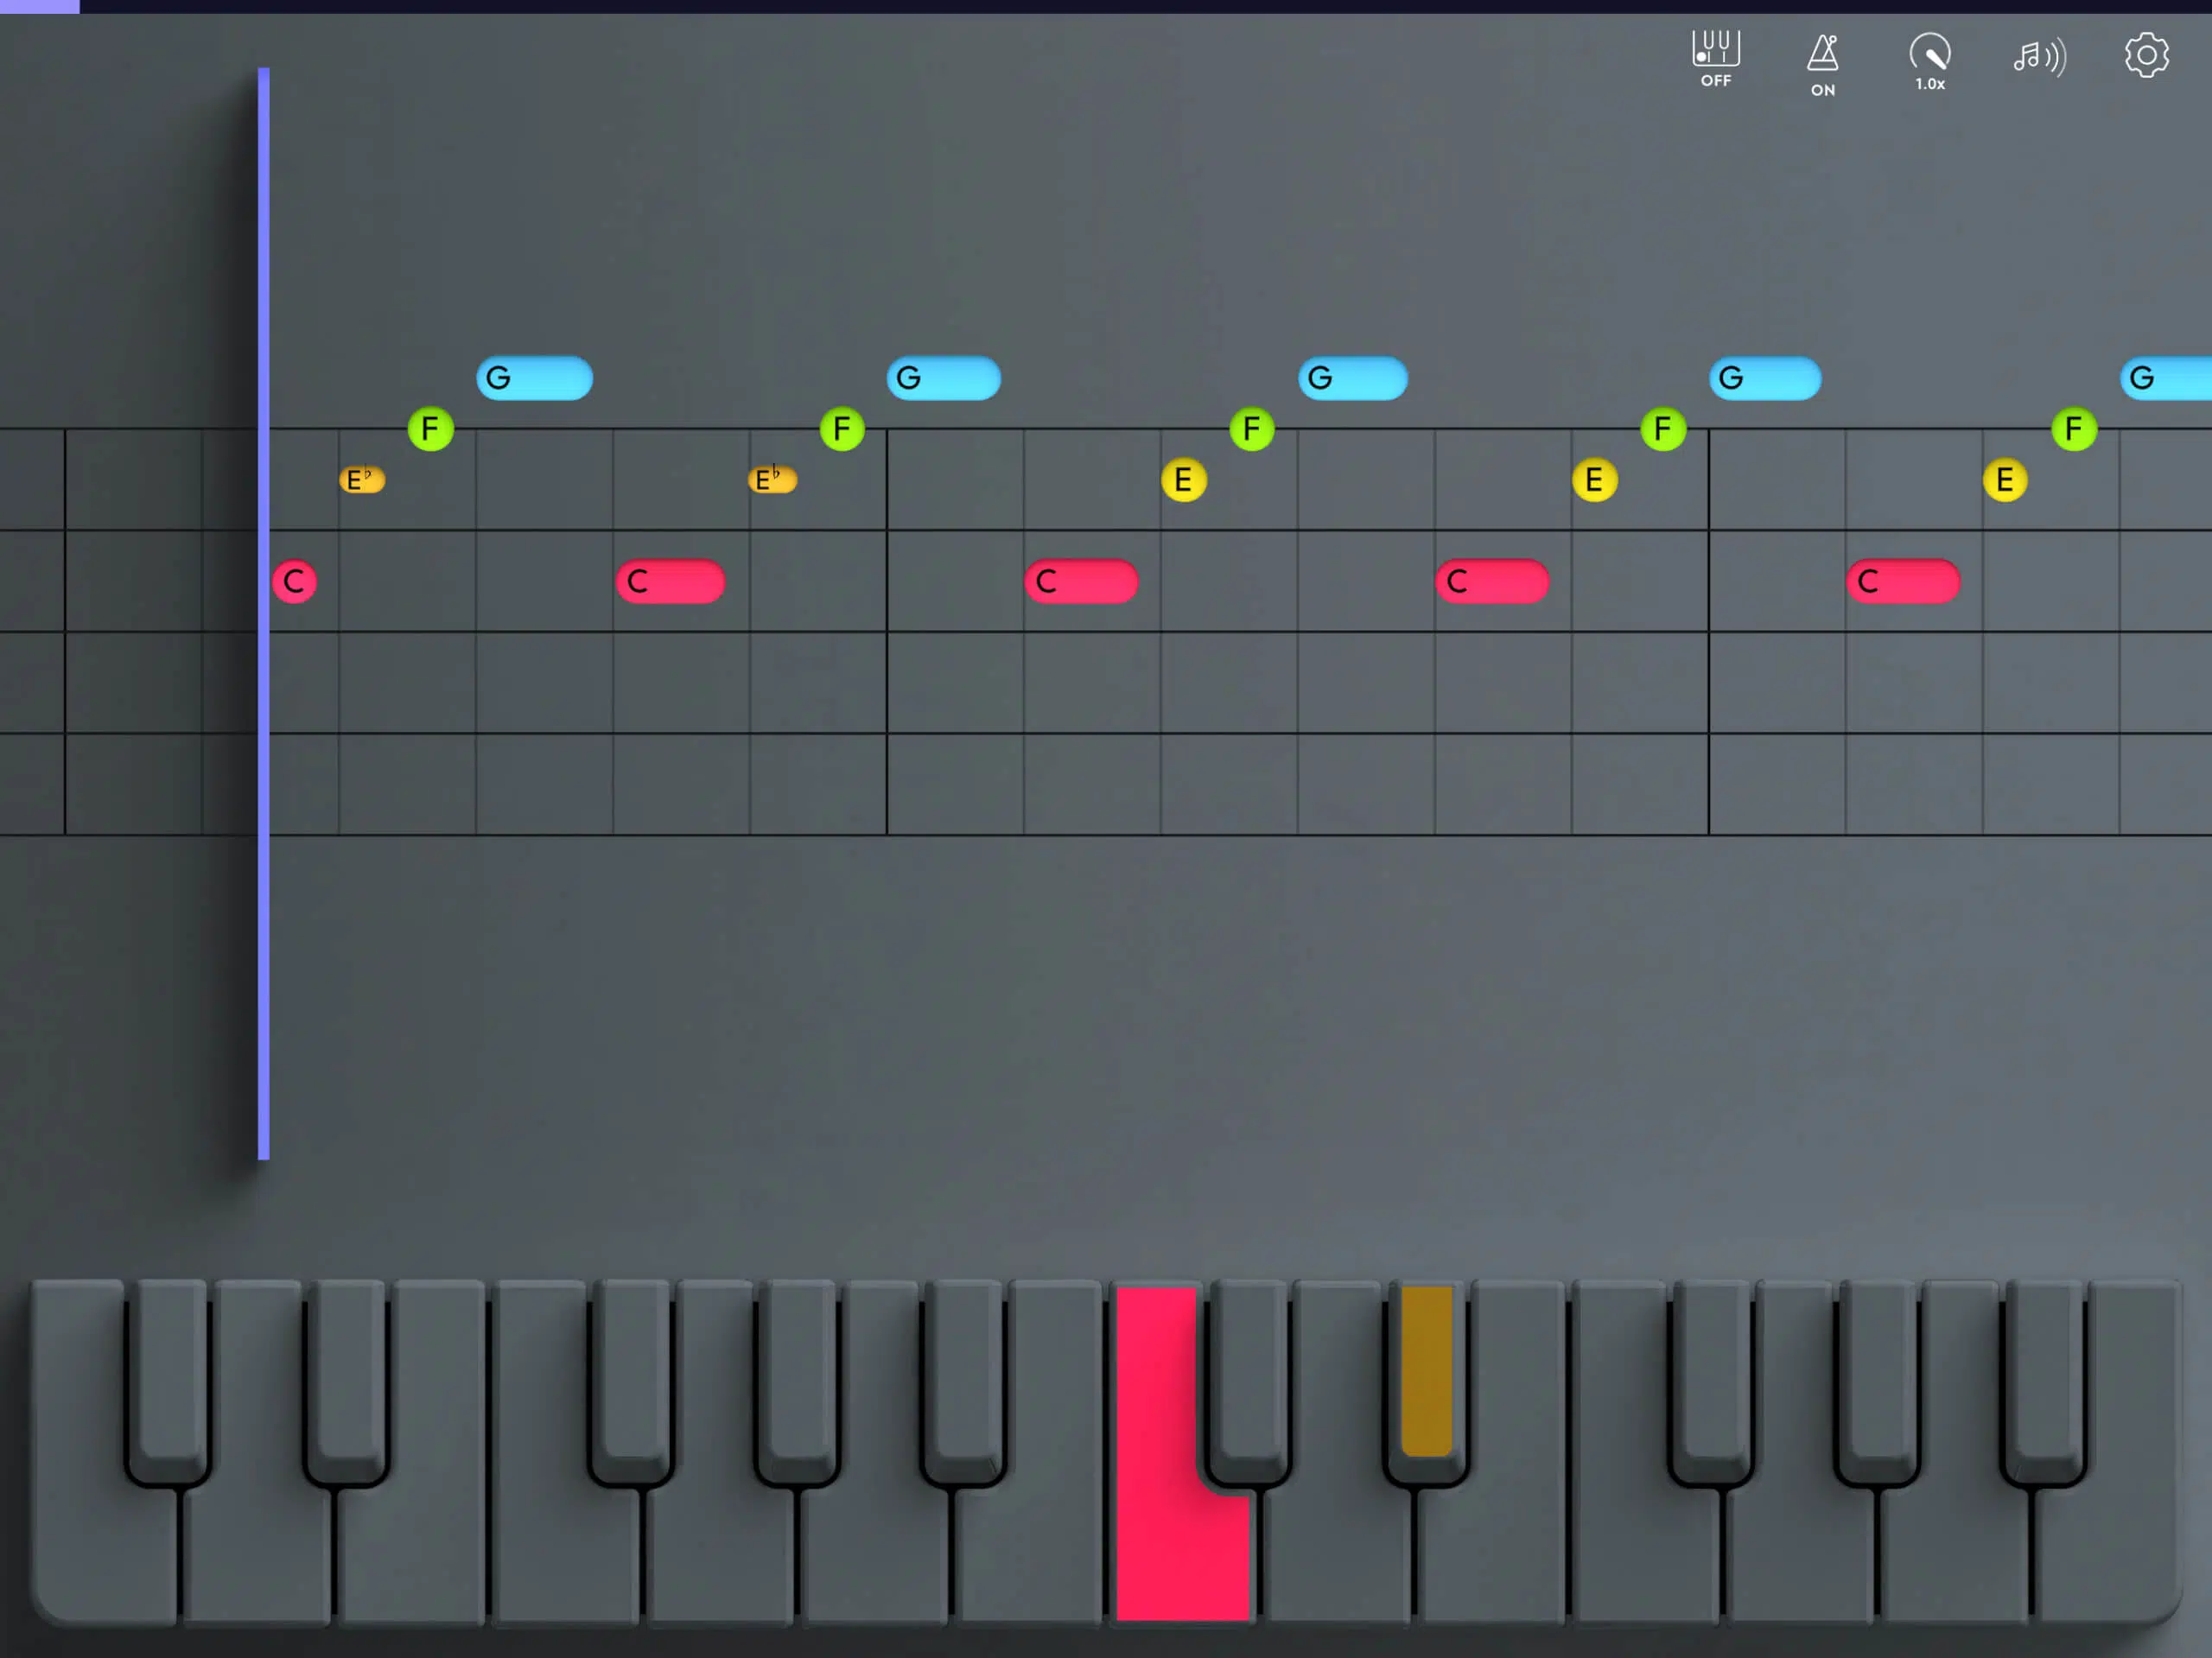 OFF
ON
1.0x
G G G G G
F F F F F
E♭ E♭ E E E
C C C C C